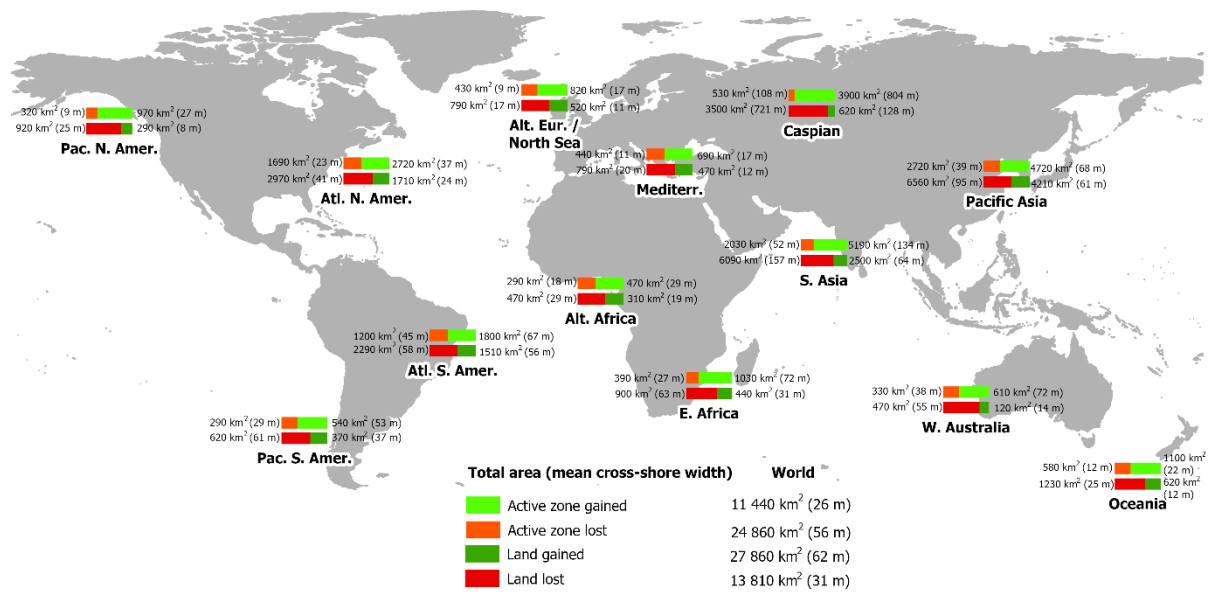 430 km² (9 m) 820 km² (17 m)
790 km² (17 m) 520 km² (11 m)
Alt. Eur. /
North Sea
530 km² (108 m) 3900 km² (804 m)
3500 km² (721 m) 620 km² (128 m)
Caspian
320 km² (9 m) 970 km² (27 m)
920 km² (25 m) 290 km² (8 m)
Pac. N. Amer.
1690 km² (23 m) 2720 km² (37 m)
2970 km² (41 m) 1710 km² (24 m)
Atl. N. Amer.
440 km² (11 m) 690 km² (17 m)
790 km² (20 m) 470 km² (12 m)
Mediterr.
2720 km² (39 m) 4720 km² (68 m)
6560 km² (95 m) 4210 km² (61 m)
Pacific Asia
2030 km² (52 m) 5190 km² (134 m)
6090 km² (157 m) 2500 km² (64 m)
S. Asia
290 km² (18 m) 470 km² (29 m)
470 km² (29 m) 310 km² (19 m)
Alt. Africa
1200 km² (45 m) 1800 km² (67 m)
2290 km² (58 m) 1510 km² (56 m)
Atl. S. Amer.
390 km² (27 m) 1030 km² (72 m)
900 km² (63 m) 440 km² (31 m)
E. Africa
330 km² (38 m) 610 km² (72 m)
470 km² (55 m) 120 km² (14 m)
W. Australia
290 km² (29 m) 540 km² (53 m)
620 km² (61 m) 370 km² (37 m)
Pac. S. Amer.
1100 km²
580 km² (12 m) (22 m)
1230 km² (25 m) 620 km²
(12 m)
Oceania
Total area (mean cross-shore width) World
Active zone gained 11 440 km² (26 m)
Active zone lost 24 860 km² (56 m)
Land gained 27 860 km² (62 m)
Land lost 13 810 km² (31 m)